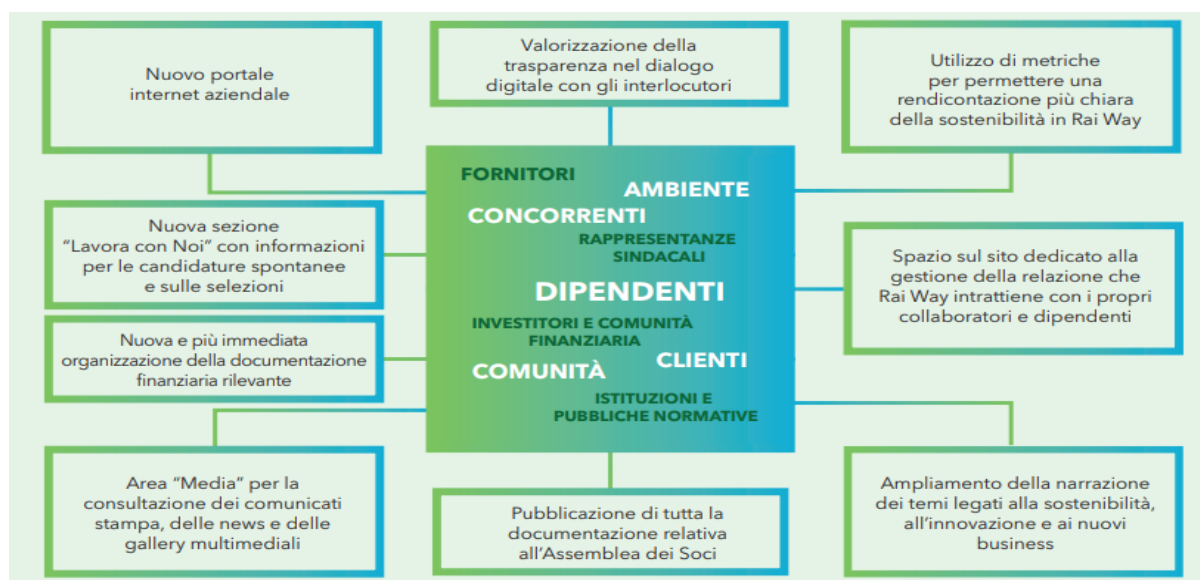 Nuovo portale
internet aziendale
Valorizzazione della
trasparenza nel dialogo
digitale con gli interlocutori
Utilizzo di metriche
per permettere una
rendicontazione più chiara
della sostenibilità in Rai Way
FORNITORI
AMBIENTE
CONCORRENTI
RAPPRESENTANZE
SINDACALI
DIPENDENTI
INVESTITORI E COMUNITÀ
FINANZIARIA
CLIENTI
COMUNITÀ
ISTITUZIONI E
PUBBLICHE NORMATIVE
Nuova sezione
"Lavora con Noi" con informazioni
per le candidature spontanee
e sulle selezioni
Spazio sul sito dedicato alla
gestione della relazione che
Rai Way intrattiene con i propri
collaboratori e dipendenti
Nuova e più immediata
organizzazione della documentazione
finanziaria rilevante
Area "Media" per la
consultazione dei comunicati
stampa, delle news e delle
gallery multimediali
Pubblicazione di tutta la
documentazione relativa
all'Assemblea dei Soci
Ampliamento della narrazione
dei temi legati alla sostenibilità,
all'innovazione e ai nuovi
business